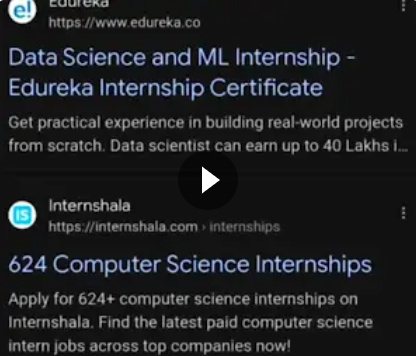 e!
Edureka
https://www.edureka.co
Data Science and ML Internship -
Edureka Internship Certificate
Get practical experience in building real-world projects
from scratch. Data scientist can earn up to 40 Lakhs i...
IS
Internshala
https://internshala.com › internships
624 Computer Science Internships
Apply for 624+ computer science internships on
Internshala. Find the latest paid computer science
intern jobs across top companies now!